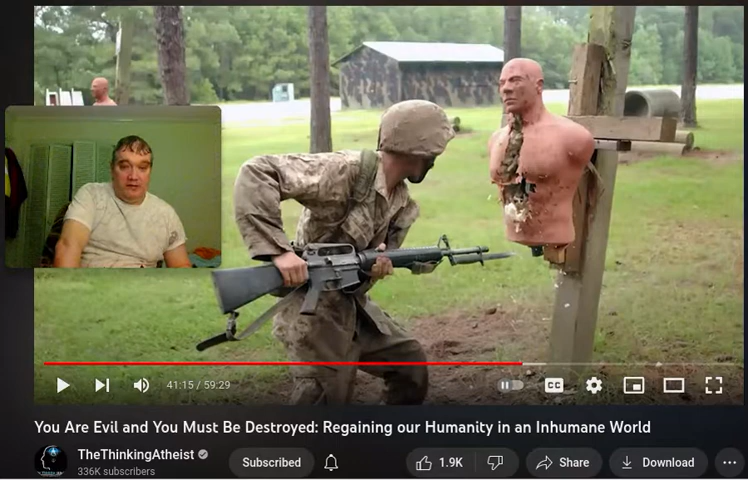 41:15 / 59:29
CC
You Are Evil and You Must Be Destroyed: Regaining our Humanity in an Inhumane World
TheThinkingAtheist
336K subscribers
Subscribed
1.9K
Share
Download